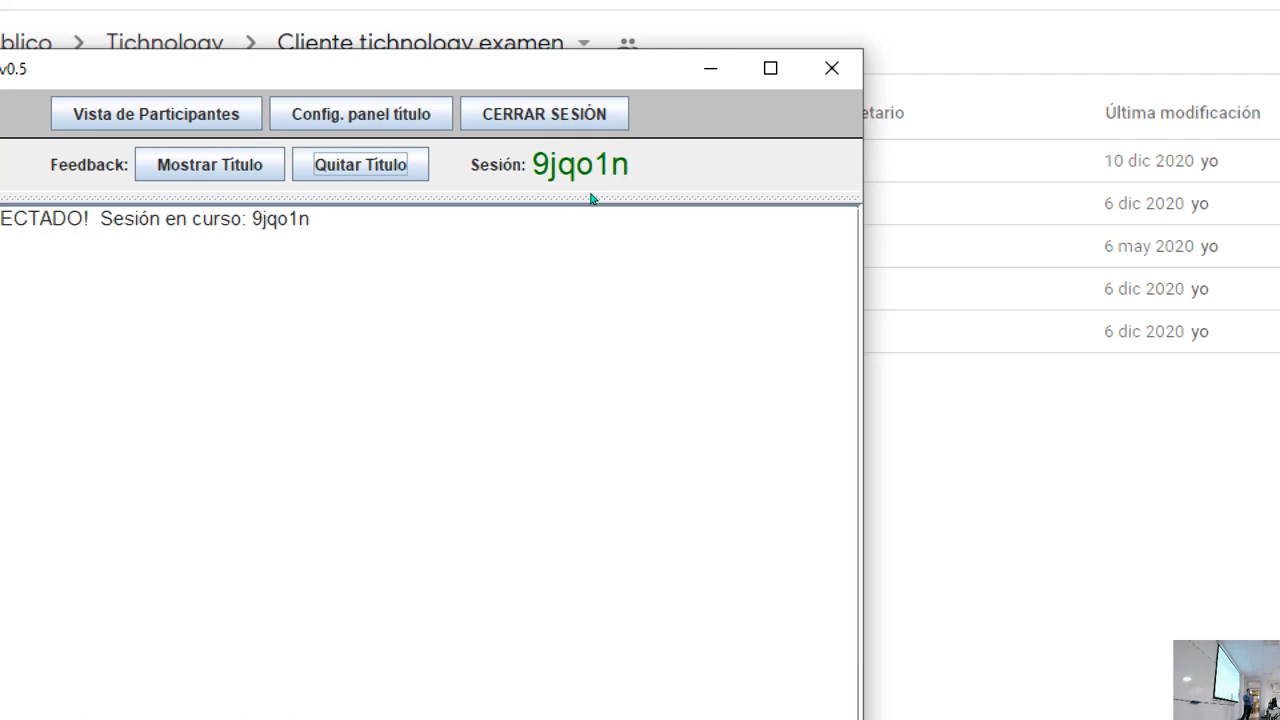 blico > Tichnology > Cliente tichnology examen
v0.5
Vista de Participantes Config. panel título CERRAR SESIÓN
etario Última modificación
Feedback: Mostrar Título Quitar Título Sesión: 9jqo1n
10 dic 2020 yo
6 dic 2020 yo
ECTADO! Sesión en curso: 9jqo1n
6 may 2020 yo
6 dic 2020 yo
6 dic 2020 yo